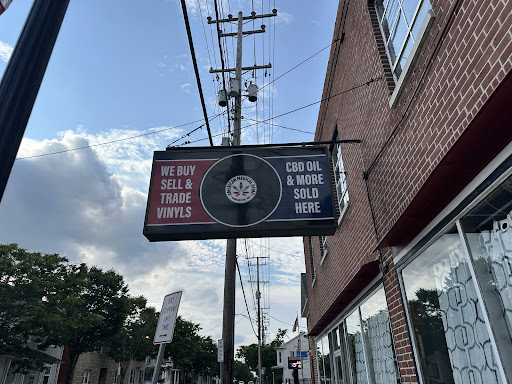 WE BUY
SELL &
TRADE
VINYLS
CBD OIL
& MORE
SOLD
HERE